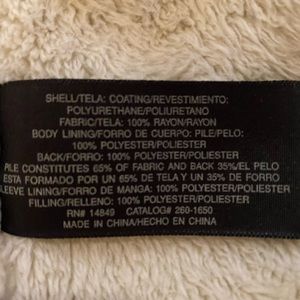 SHELL/TELA: COATING/REVESTIMIENTO:
POLYURETHANE/POLIURETANO
FABRIC/TELA: 100% RAYON/RAYON
BODY LINING/FORRO DE CUERPO: PILE/PELO:
100% POLYESTER/POLIESTER
BACK/FORRO: 100% POLYESTER/POLIESTER
PILE CONSTITUTES 65% OF FABRIC AND BACK 35%/EL PELO
ESTA FORMADO POR UN 65% DE TELA Y UN 35% DE FORRO
SLEEVE LINING/FORRO DE MANGA: 100% POLYESTER/POLIESTER
FILLING/RELLENO: 100% POLYESTER/POLIESTER
RN# 14849 CATALOG# 260-1650
MADE IN CHINA/HECHO EN CHINA